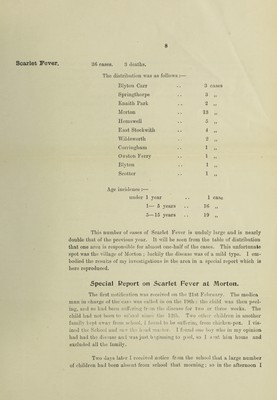 8
Scarlet Fever.
36 cases. 2 deaths.
The distribution was as follows :—
Blyton Carr .. 3 cases
Springthorpe .. 5 „
Knaith Park .. 2 „
Morton .. 13 „
Hemswell .. 3 „
East Stockwith .. 4 „
Wildsworth .. 2 „
Corringham .. 1 „
Owston Ferry .. 1 „
Blyton .. 1 „
Scotter .. 1 „
Age incidence :—
under 1 year .. 1 case.
1— 5 years .. 16 „
5—15 years .. 19 „
This number of cases of Scarlet Fever is unduly large and is nearly
double that of the previous year. It will be seen from the table of distribution
that one area is responsible for almost one-half of the cases. This unfortunate
spot was the village of Morton ; luckily the disease was of a mild type. I em-
bodied the results of my investigations in the area in a special report which is
here reproduced.
Special Report on Scarlet Fever at Morton.
The first notification was received on the 21st February. The medical
man in charge of the case was called in on the 19th : the child was then peel-
ing, and so had been suffering from the disease for two or three weeks. The
child had not been to school since the 12th. Two other children in another
family kept away from school, I found to be suffering from chicken-pox. I vis-
ited the School and saw the head master. I found one boy who in my opinion
had had the disease and was just beginning to peel, so I sent him home and
excluded all the family.
Two days later I received notice from the school that a large number
of children had been absent from school that morning ; so in the afternoon I